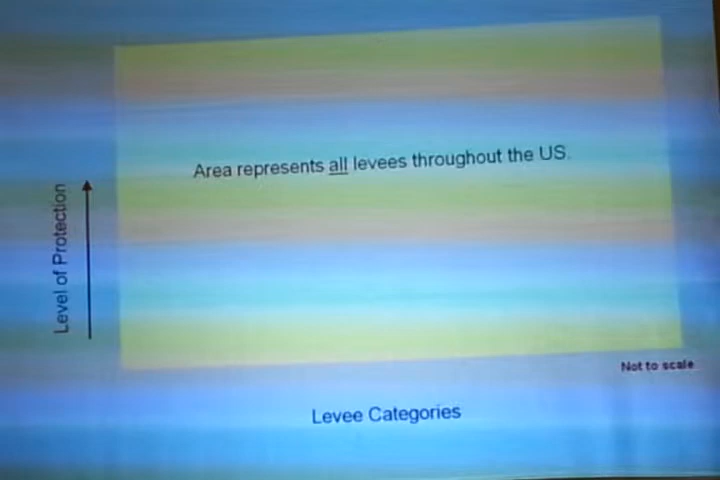 Area represents all levees throughout the US.
Level of Protection
Not to scale
Levee Categories